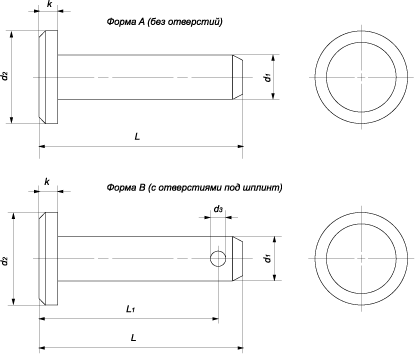 k
Форма А (без отверстий)
d2
d1
L
k
Форма В (с отверстиями под шплинт)
d3
d2
d1
L1
L